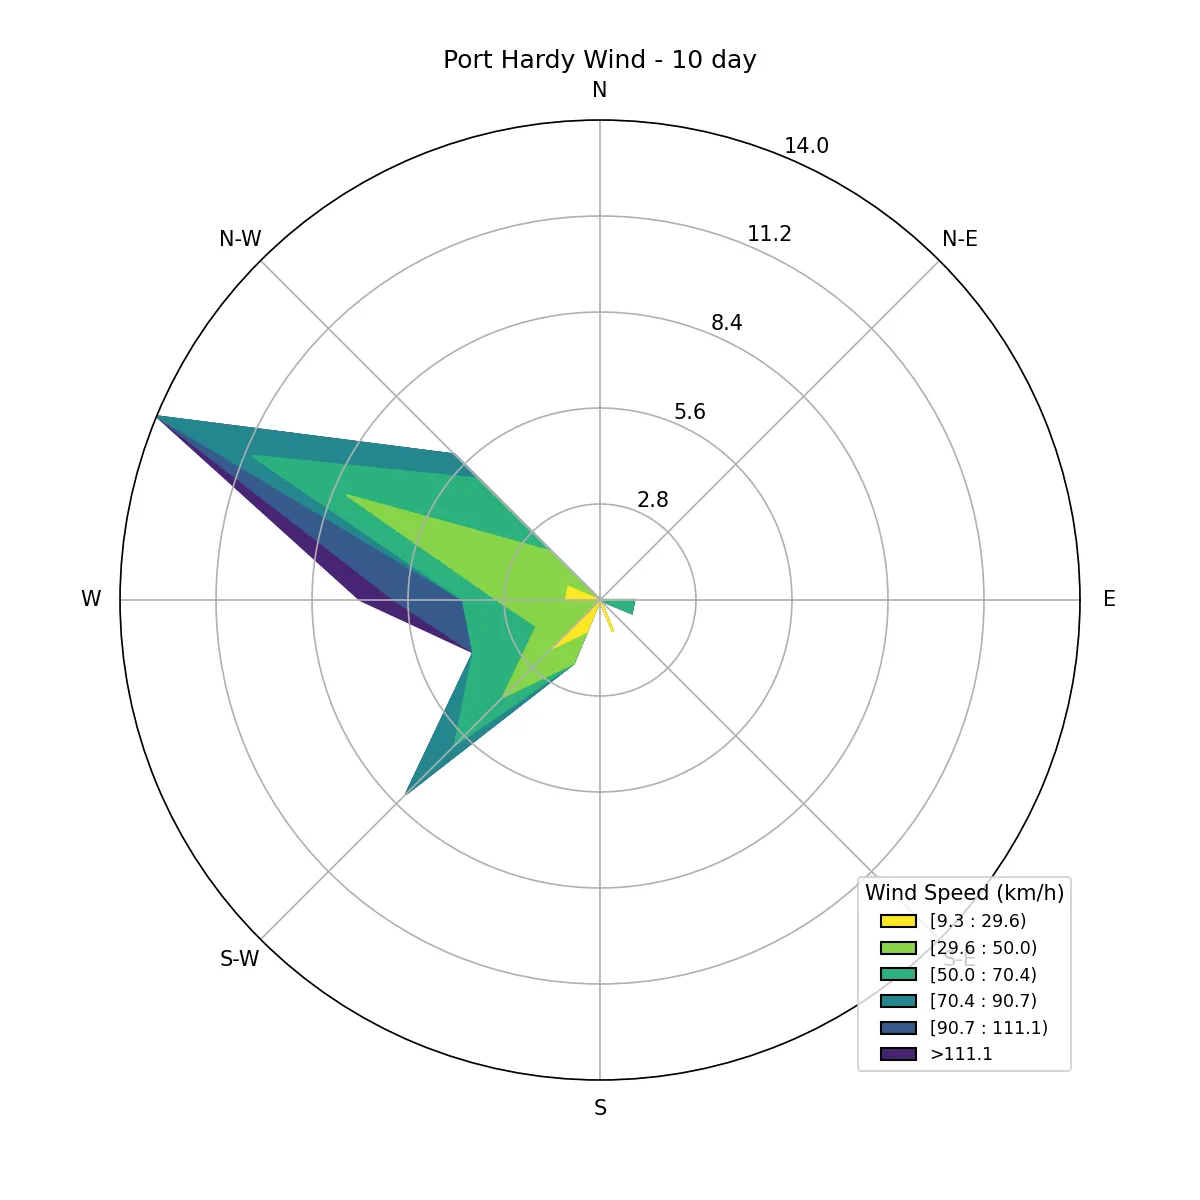 Port Hardy Wind - 10 day
N
14.0
N-W
11.2
N-E
8.4
5.6
2.8
W
E
S-W
S-E
S
Wind Speed (km/h)
[9.3 : 29.6)
[29.6 : 50.0)
[50.0 : 70.4)
[70.4 : 90.7)
[90.7 : 111.1)
>111.1